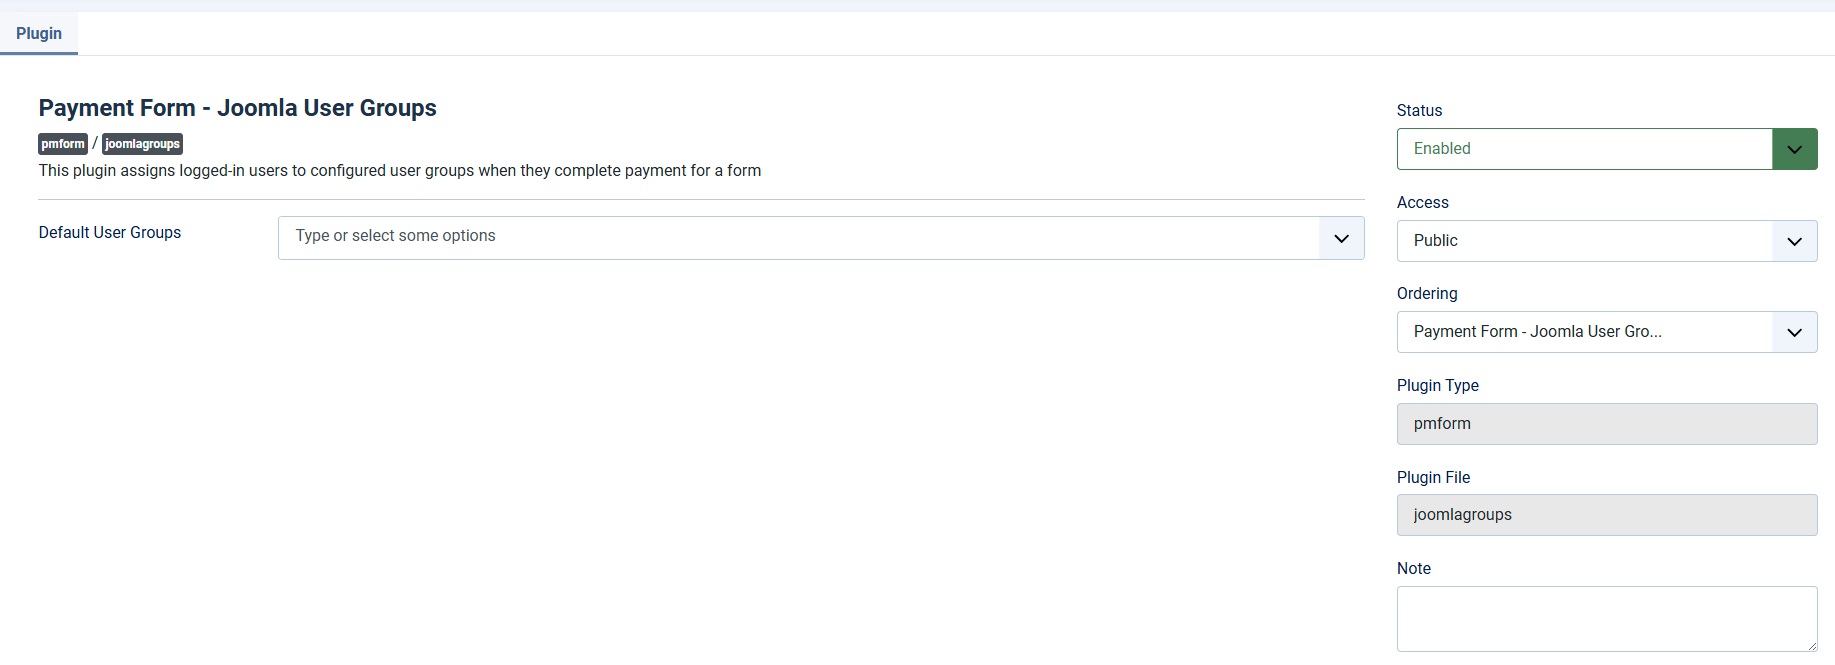 Plugin
Payment Form - Joomla User Groups
pmform / joomlagroups
This plugin assigns logged-in users to configured user groups when they complete payment for a form
Default User Groups
Type or select some options
Status
Enabled
Access
Public
Ordering
Payment Form - Joomla User Gro...
Plugin Type
pmform
Plugin File
joomlagroups
Note